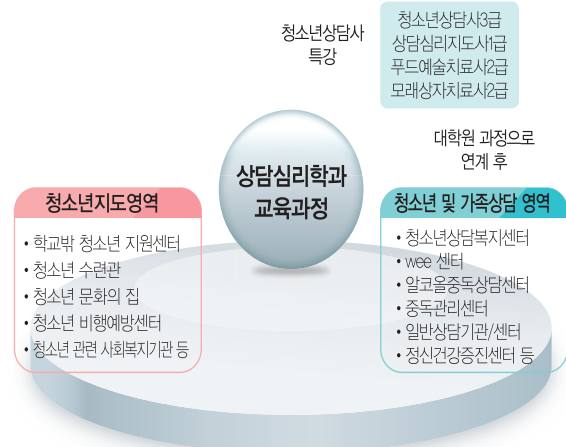 청소년상담사
특강
청소년상담사3급
상담심리지도사1급
푸드예술치료사2급
모래상자치료사2급
대학원 과정으로
연계 후
상담심리학과
교육과정
청소년지도영역
• 학교밖 청소년 지원센터
• 청소년 수련관
• 청소년 문화의 집
• 청소년 비행예방센터
• 청소년 관련 사회복지기관 등
청소년 및 가족상담 영역
• 청소년상담복지센터
• wee 센터
• 알코올중독상담센터
• 중독관리센터
• 일반상담기관/센터
• 정신건강증진센터 등